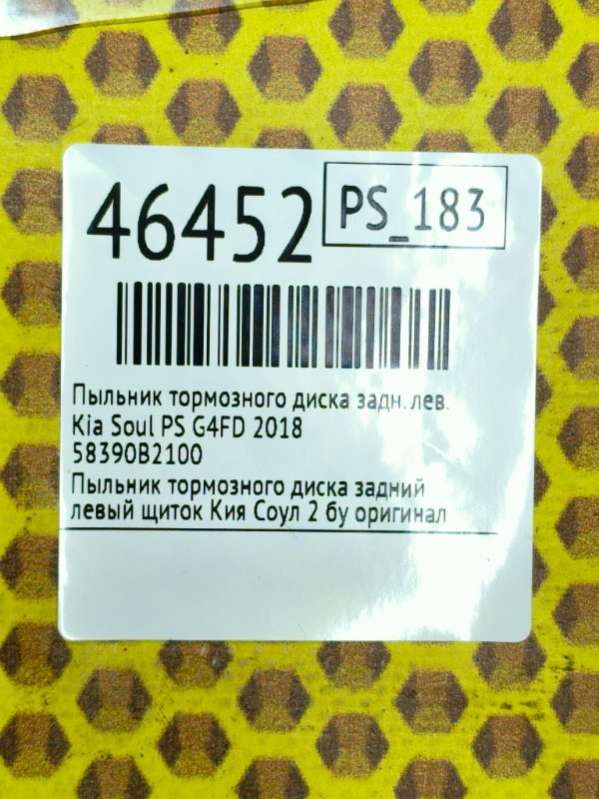 46452
PS_183
Пыльник тормозного диска задн. лев.
Kia Soul PS G4FD 2018
58390B2100
Пыльник тормозного диска задний
левый щиток Кия Соул 2 бу оригинал